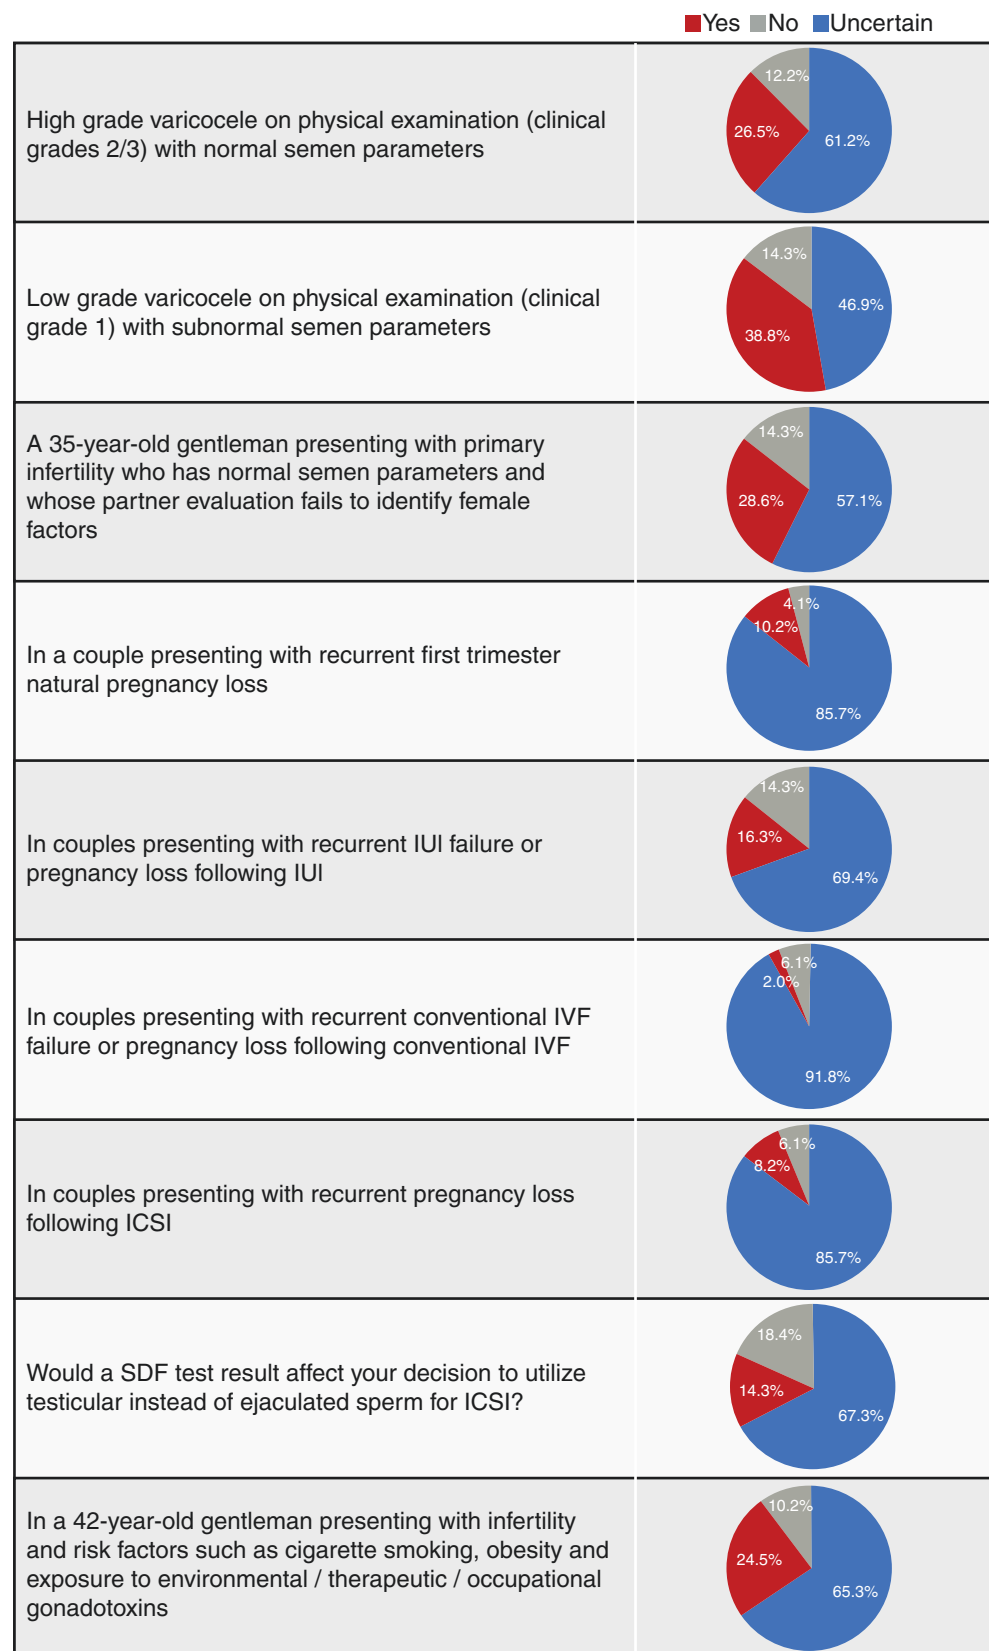 Yes No Uncertain
High grade varicocele on physical examination (clinical
grades 2/3) with normal semen parameters
12.2%
26.5%
61.2%
Low grade varicocele on physical examination (clinical
grade 1) with subnormal semen parameters
14.3%
46.9%
38.8%
A 35-year-old gentleman presenting with primary
infertility who has normal semen parameters and
whose partner evaluation fails to identify female
factors
14.3%
28.6%
57.1%
In a couple presenting with recurrent first trimester
natural pregnancy loss
4.1%
10.2%
85.7%
In couples presenting with recurrent IUI failure or
pregnancy loss following IUI
14.3%
16.3%
69.4%
In couples presenting with recurrent conventional IVF
failure or pregnancy loss following conventional IVF
6.1%
2.0%
91.8%
In couples presenting with recurrent pregnancy loss
following ICSI
6.1%
8.2%
85.7%
Would a SDF test result affect your decision to utilize
testicular instead of ejaculated sperm for ICSI?
18.4%
14.3%
67.3%
In a 42-year-old gentleman presenting with infertility
and risk factors such as cigarette smoking, obesity and
exposure to environmental / therapeutic / occupational
gonadotoxins
10.2%
24.5%
65.3%